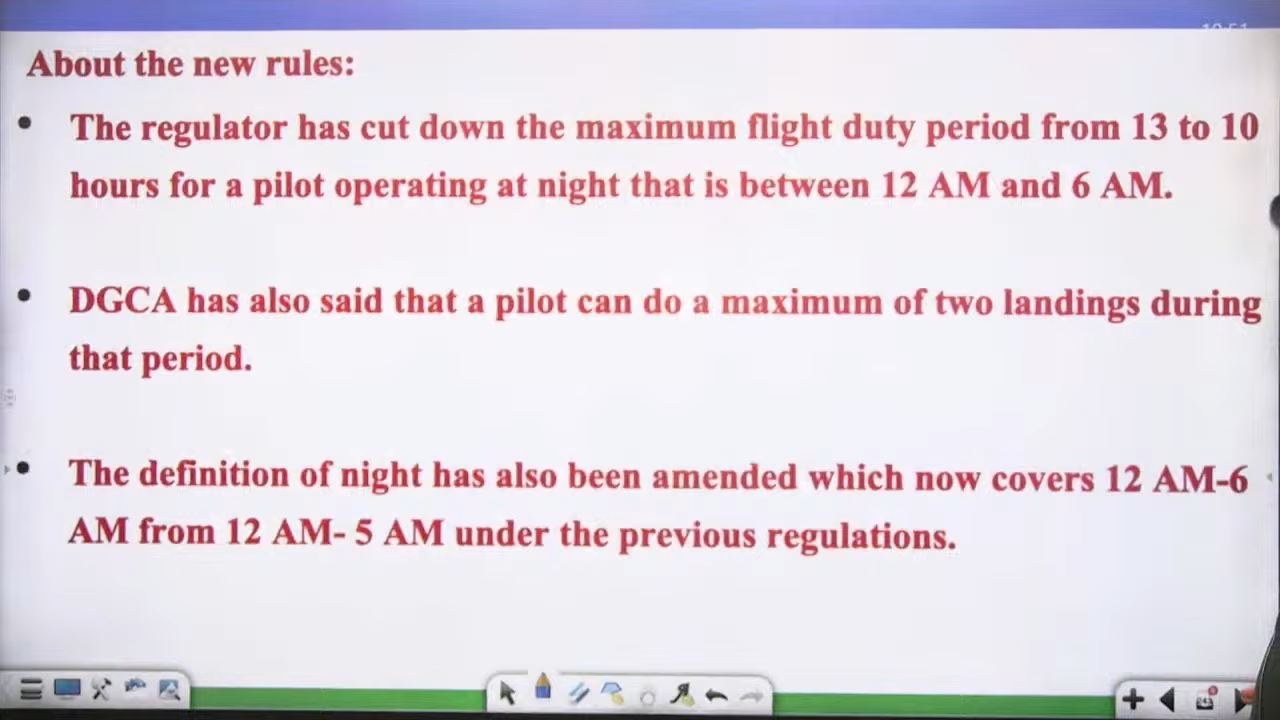 About the new rules:
• The regulator has cut down the maximum flight duty period from 13 to 10
hours for a pilot operating at night that is between 12 AM and 6 AM.
• DGCA has also said that a pilot can do a maximum of two landings during
that period.
• The definition of night has also been amended which now covers 12 AM-6
AM from 12 AM- 5 AM under the previous regulations.